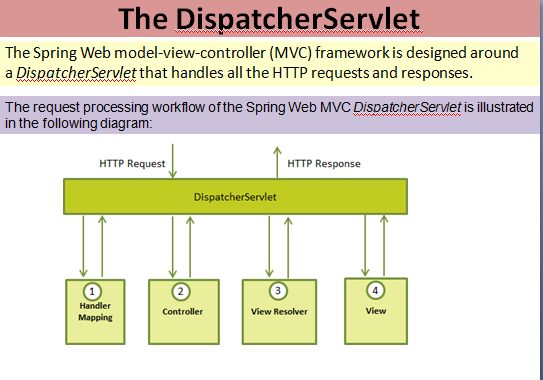 The DispatcherServlet
The Spring Web model-view-controller (MVC) framework is designed around
a DispatcherServlet that handles all the HTTP requests and responses.
The request processing workflow of the Spring Web MVC DispatcherServlet is illustrated
in the following diagram:
HTTP Request
HTTP Response
DispatcherServlet
1
Handler
Mapping
2
Controller
3
View Resolver
4
View